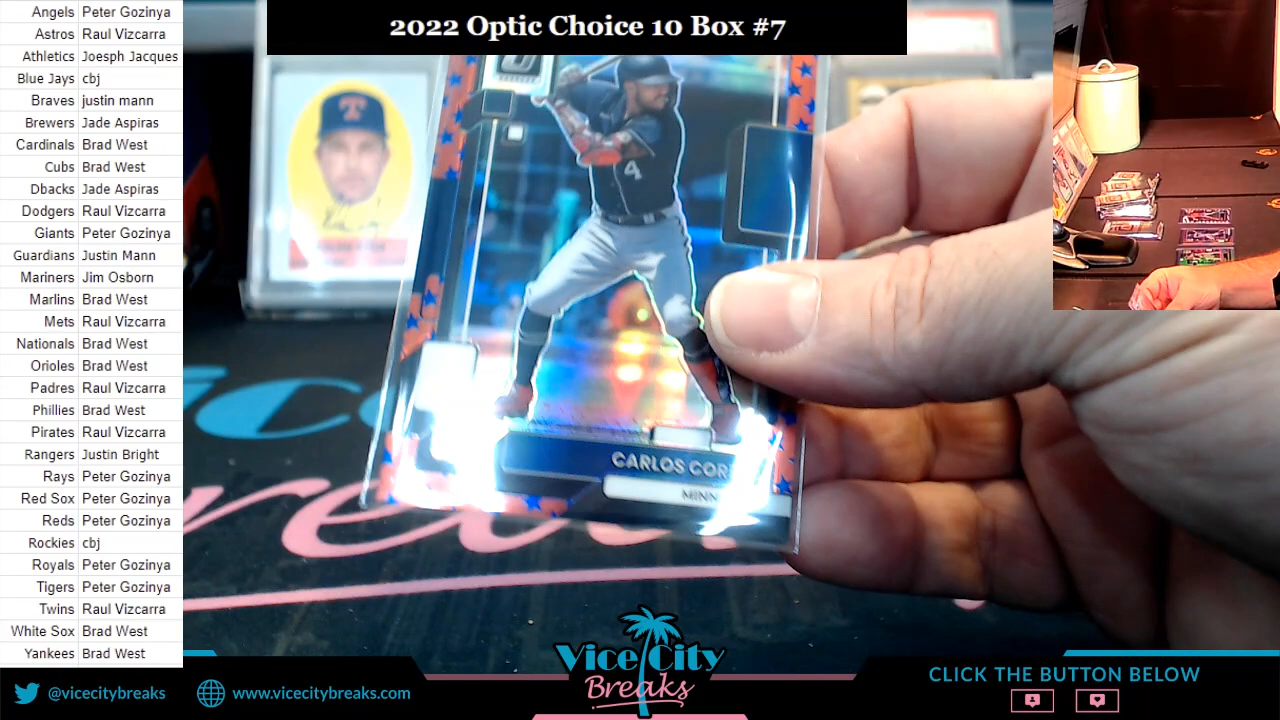 2022 Optic Choice 10 Box #7
Angels Peter Gozinya
Astros Raul Vizcarra
Athletics Joesph Jacques
Blue Jays cbj
Braves justin mann
Brewers Jade Aspiras
Cardinals Brad West
Cubs Brad West
Dbacks Jade Aspiras
Dodgers Raul Vizcarra
Giants Peter Gozinya
Guardians Justin Mann
Mariners Jim Osborn
Marlins Brad West
Mets Raul Vizcarra
Nationals Brad West
Orioles Brad West
Padres Raul Vizcarra
Phillies Brad West
Pirates Raul Vizcarra
Rangers Justin Bright
Rays Peter Gozinya
Red Sox Peter Gozinya
Reds Peter Gozinya
Rockies cbj
Royals Peter Gozinya
Tigers Peter Gozinya
Twins Raul Vizcarra
White Sox Brad West
Yankees Brad West
T
4
CARLOS COR
MINN
@vicecitybreaks
www.vicecitybreaks.com
Vice City
Breaks
CLICK THE BUTTON BELOW